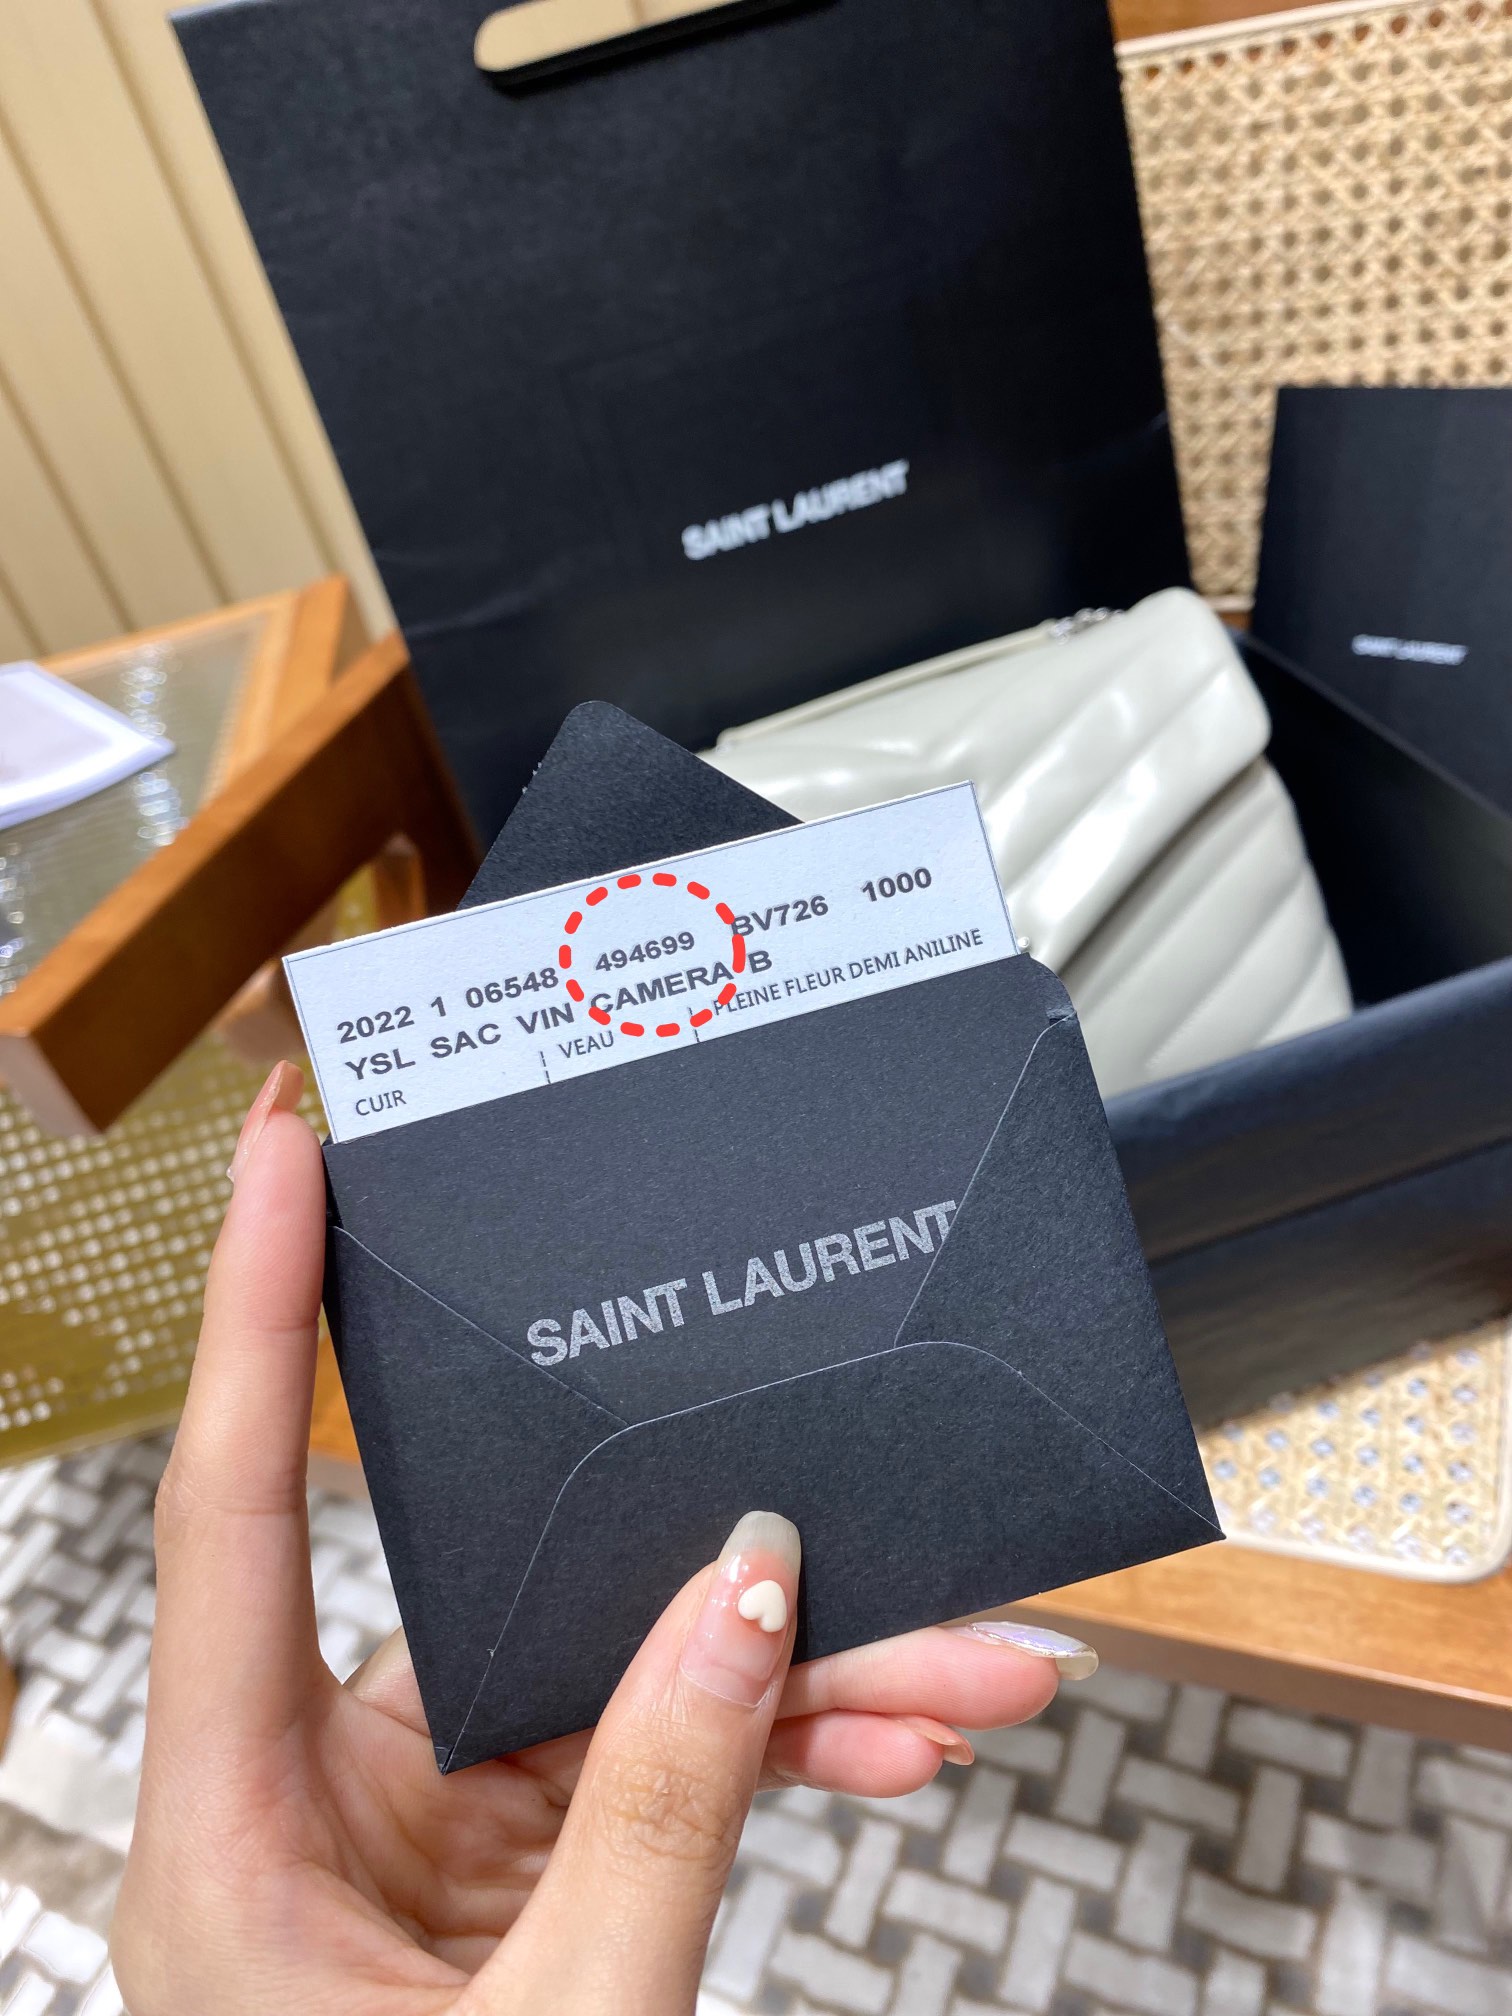 SAINT LAURENT
SAINT LAURENT
2022 1 06548 494699 BV726 1000
YSL SAC VIN CAMERA B
CUIR VEAU PLEINE FLEUR DEMI ANILINE
SAINT LAURENT